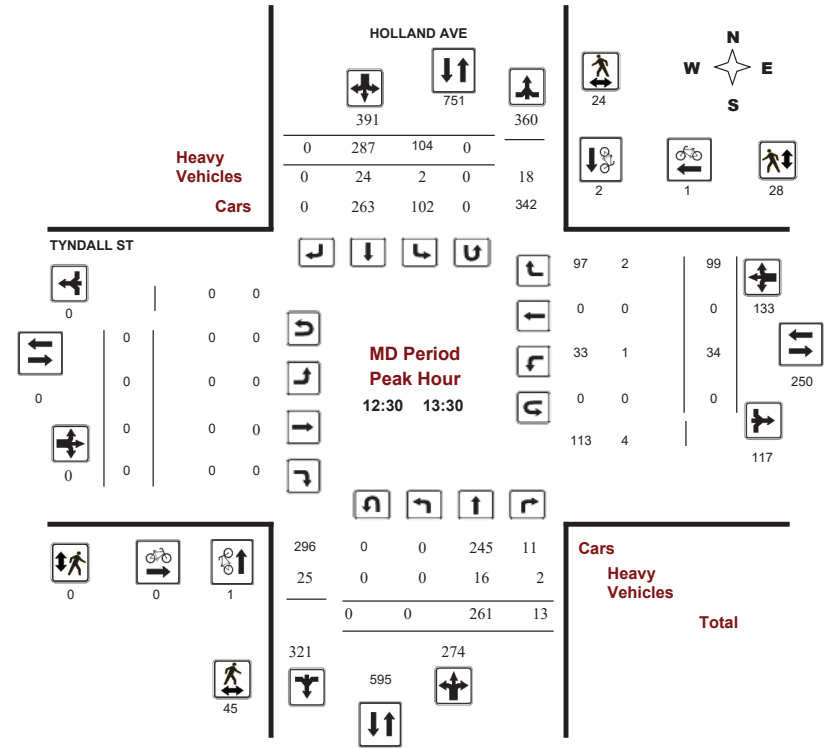 HOLLAND AVE
N
W E
S
751
24
391 360
0 287 104 0
Heavy
Vehicles
0 24 2 0 18
Cars
0 263 102 0 342
2 1 28
TYNDALL ST
0
0 0
97 2 99
133
0 0 0
0 0 0
33 1 34
250
0
0 0 0
0 0 0
0 0 0
113 4
117
0
0 0 0
MD Period
Peak Hour
12:30 13:30
296 0 0 245 11
Cars
25 0 0 16 2
Heavy
Vehicles
0 0 261 13
Total
0 0 1
321 274
595
45